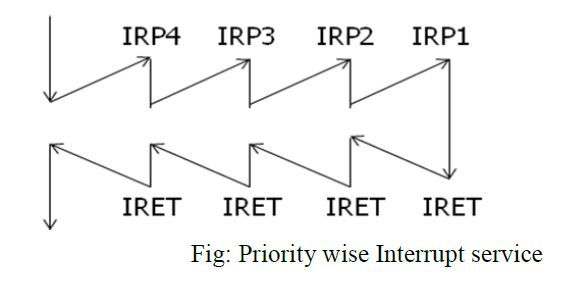 IRP4 IRP3 IRP2 IRP1
IRET IRET IRET IRET
Fig: Priority wise Interrupt service